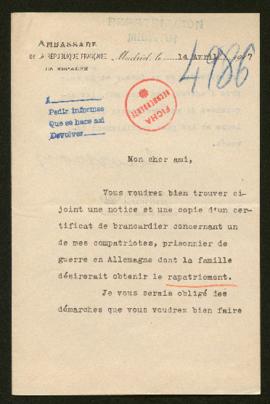 AMBASSADE
DE LA RÉPUBLIQUE FRANÇAISE
EN ESPAGNE
Madrid, le 14 Avril 1917
4986
A
Pedir informes
Que se hace así
Devolver
FICHA
Mon cher ami,
Vous voudrez bien trouver ci-
joint une notice et une copie d'un cer-
tificat de brancardier concernant un
de mes compatriotes, prisonnier de
guerre en Allemagne dont la famille
désirerait obtenir le rapatriement.
Je vous serais obligé des
démarches que vous voudrez bien faire